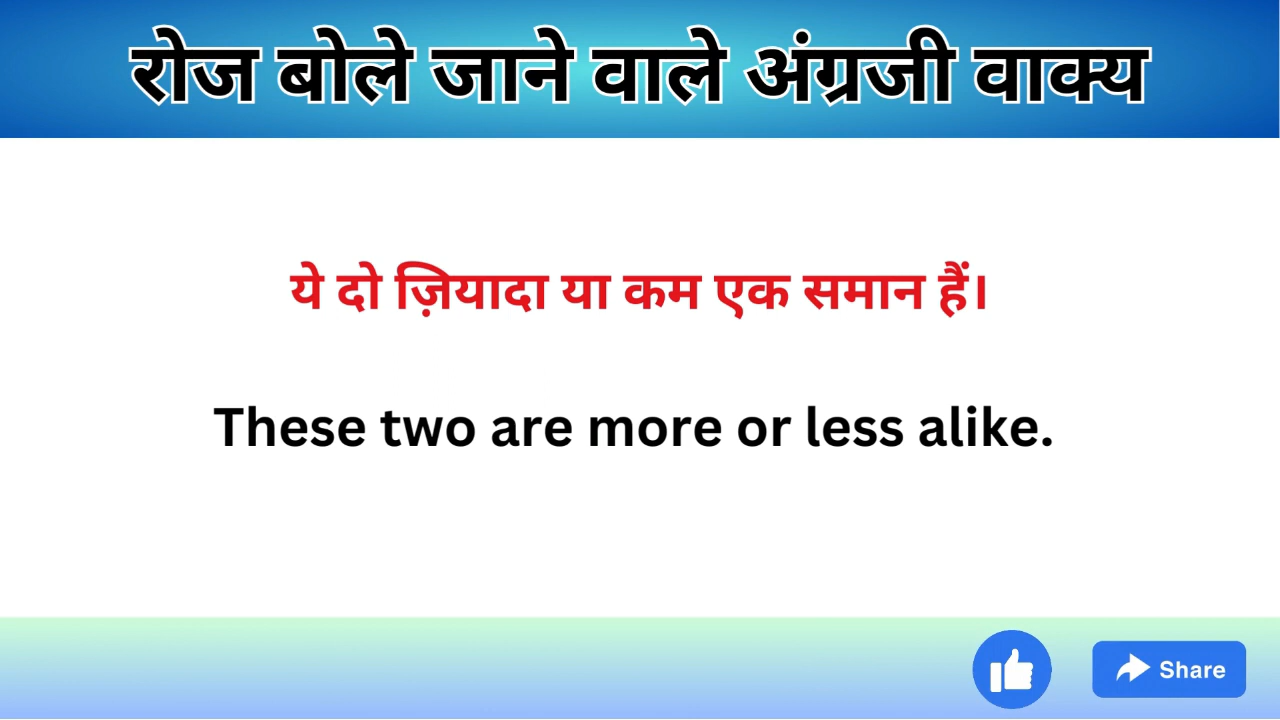 रोज बोले जाने वाले अंग्रजी वाक्य
ये दो ज़ियादा या कम एक समान हैं।
These two are more or less alike.
Share